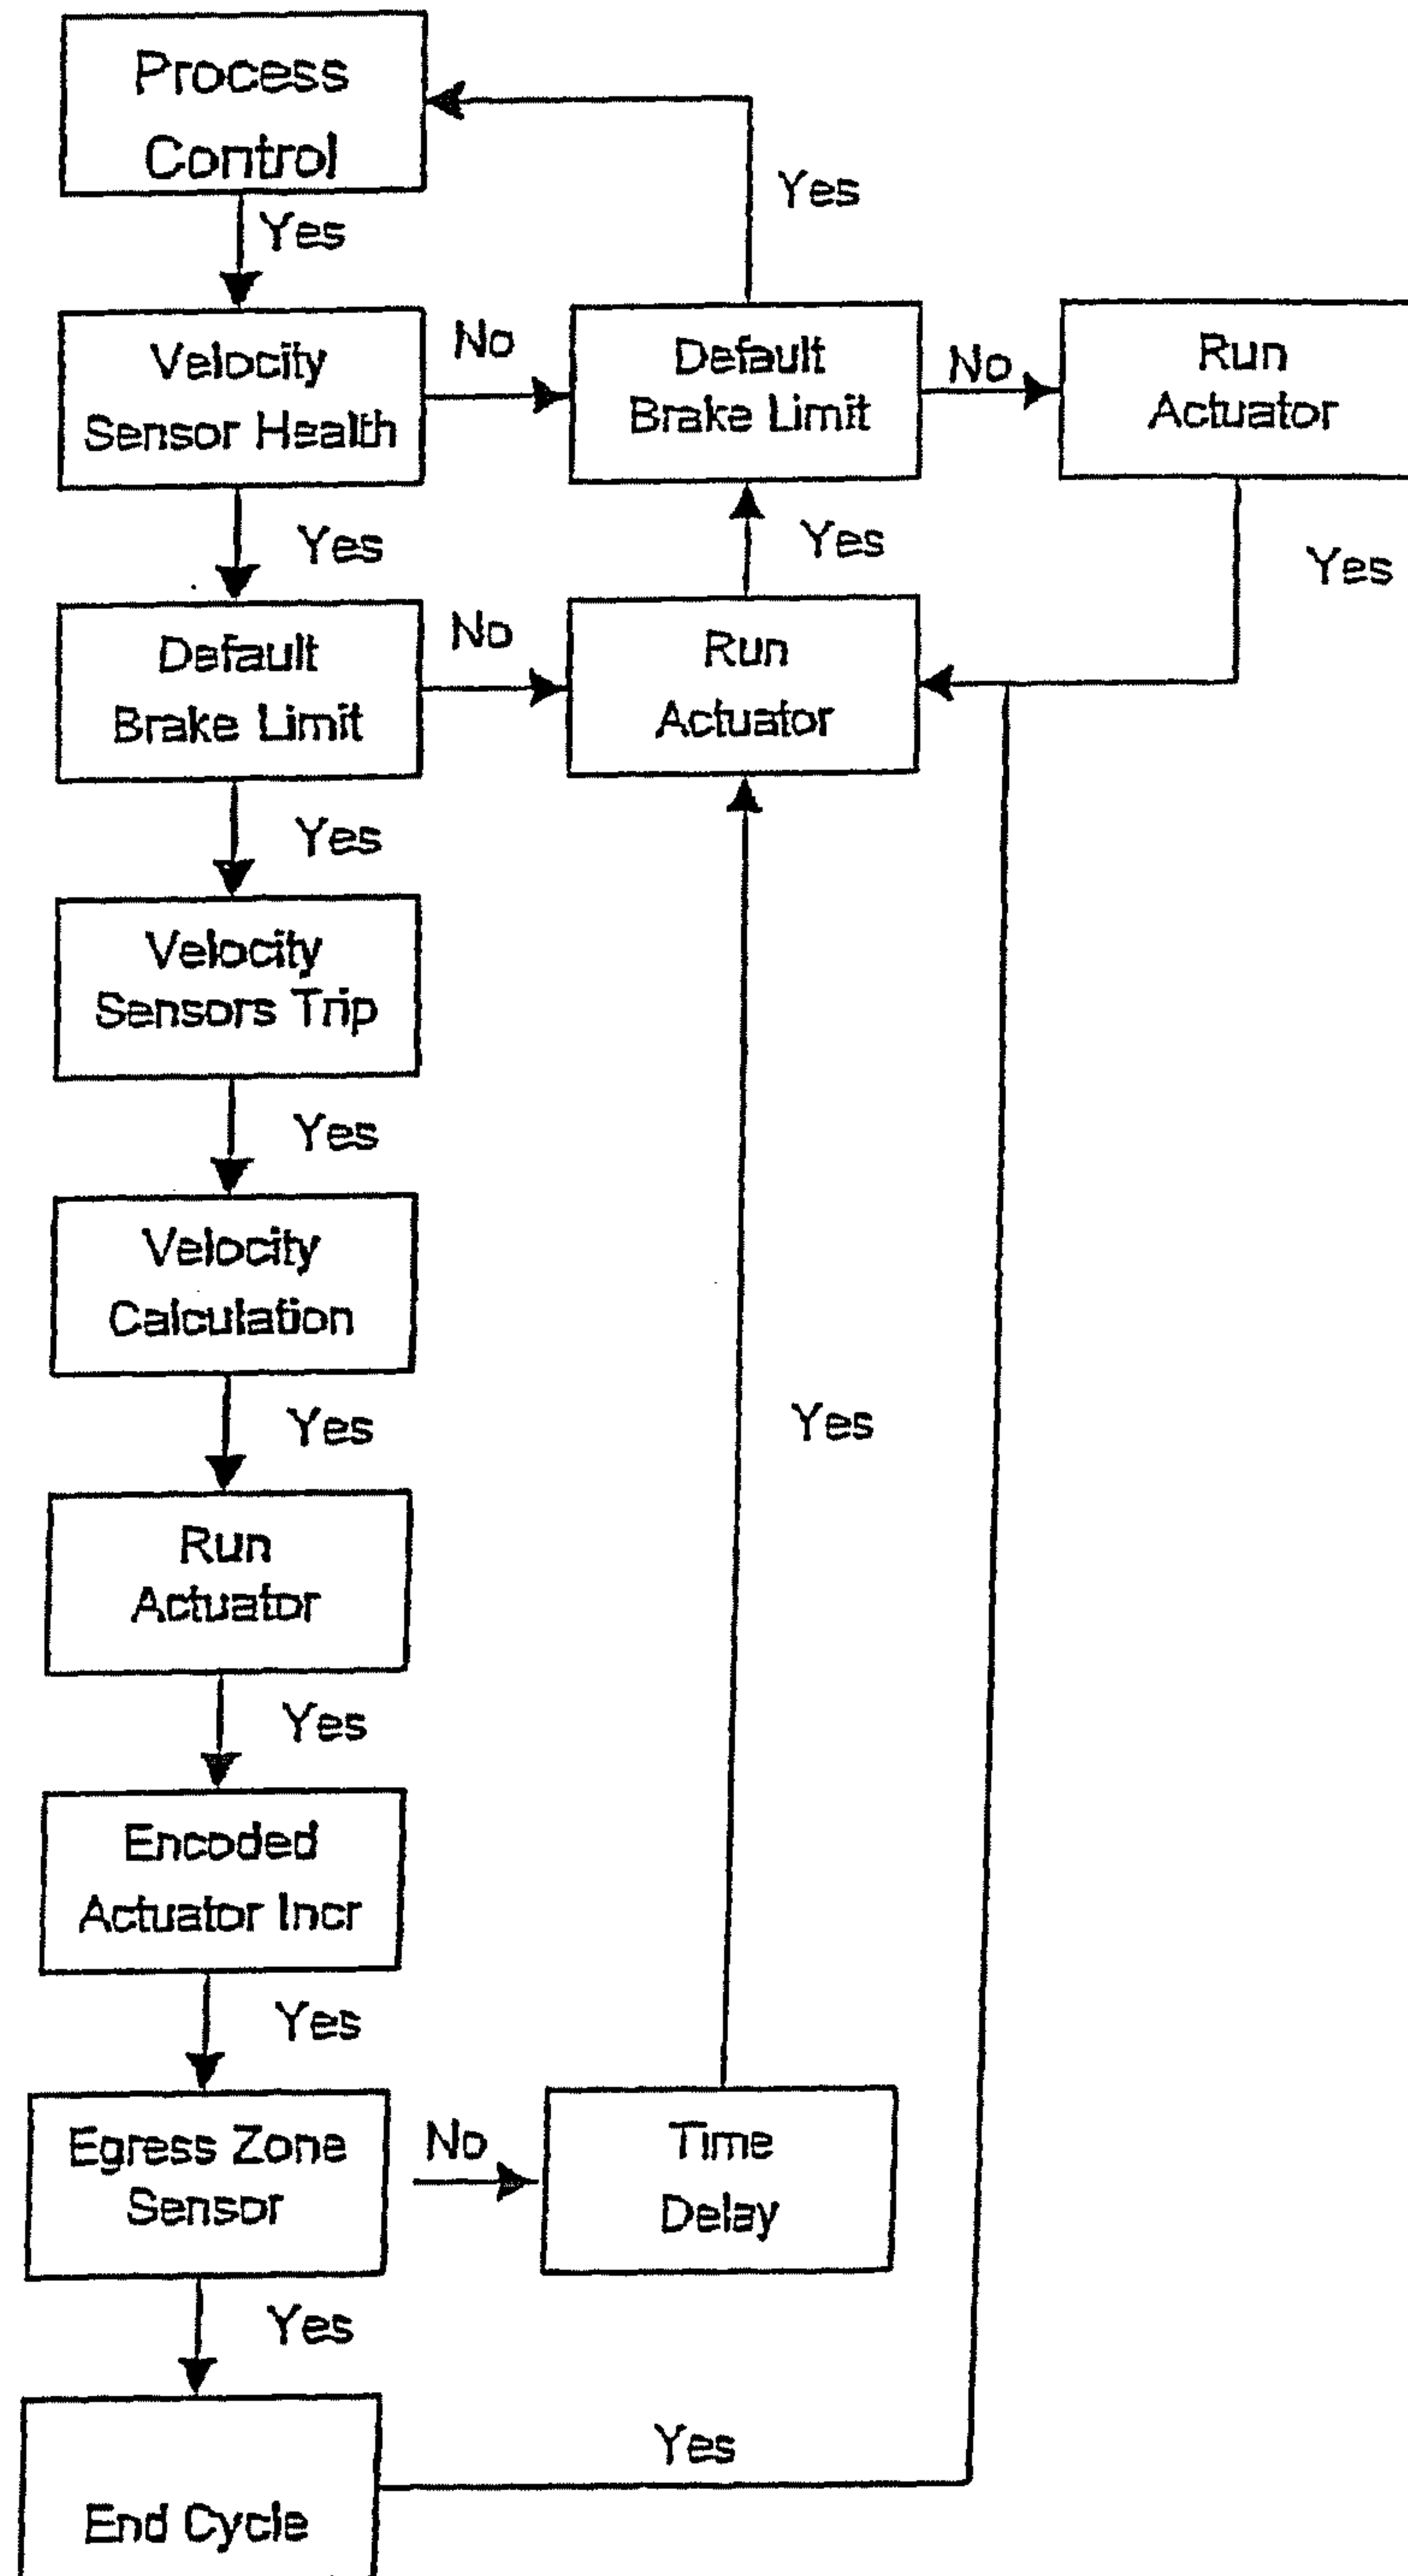 Process
Control
Yes
Yes
Velocity
Sensor Health
No
Default
Brake Limit
No
Run
Actuator
Yes
Yes
Yes
Default
Brake Limit
No
Run
Actuator
Yes
Velocity
Sensors Trip
Yes
Velocity
Calculation
Yes
Yes
Run
Actuator
Yes
Encoded
Actuator Incr
Yes
Egress Zone
Sensor
No
Time
Delay
Yes
Yes
End Cycle